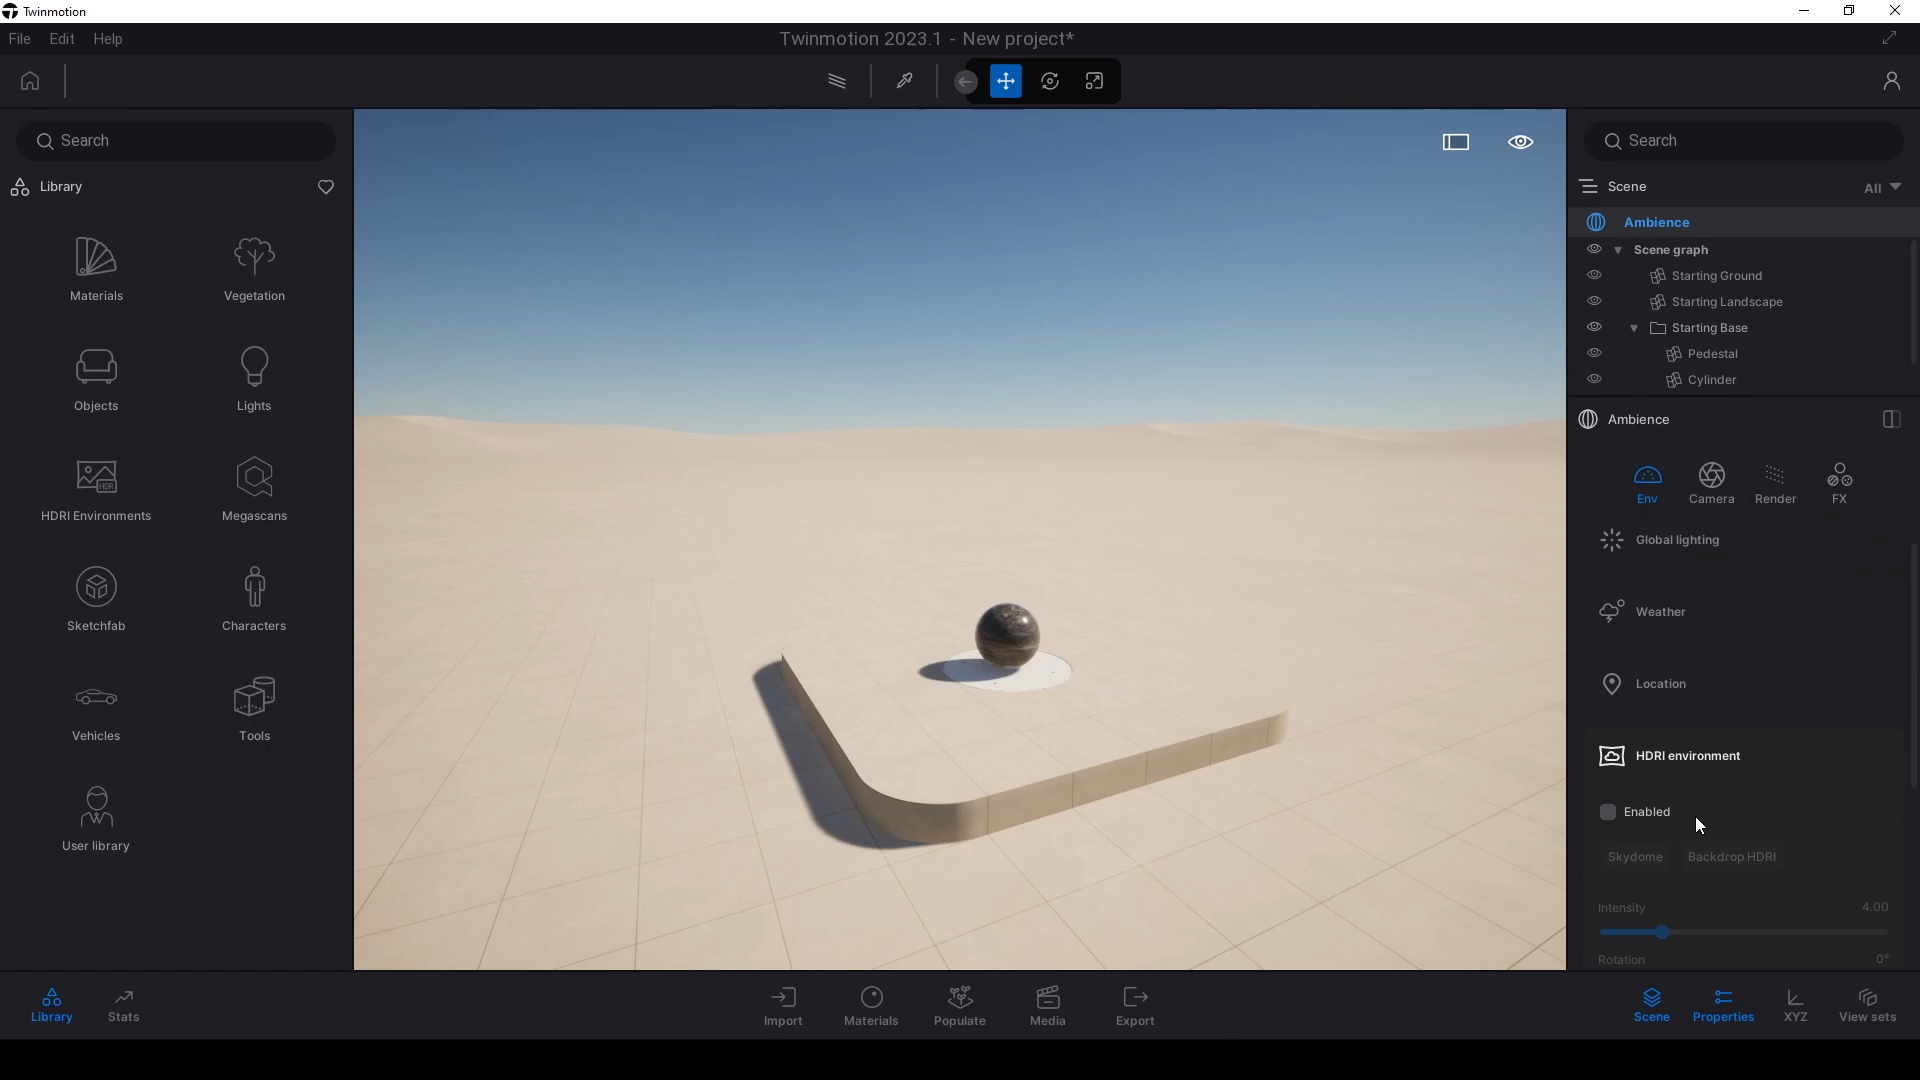 Twinmotion
File Edit Help
Twinmotion 2023.1 - New project*
Search
Library
Materials
Vegetation
Objects
Lights
HDRI Environments
HDR
Megascans
Sketchfab
Characters
Vehicles
Tools
User library
Search
Scene
All
Ambience
Scene graph
Starting Ground
Starting Landscape
Starting Base
Pedestal
Cylinder
Ambience
Env
Camera
Render
FX
Global lighting
Weather
Location
HDRI environment
Enabled
Skydome
Backdrop HDRI
Intensity
4.00
Rotation
0°
Library
Stats
Import
Materials
Populate
Media
Export
Scene
Properties
XYZ
View sets